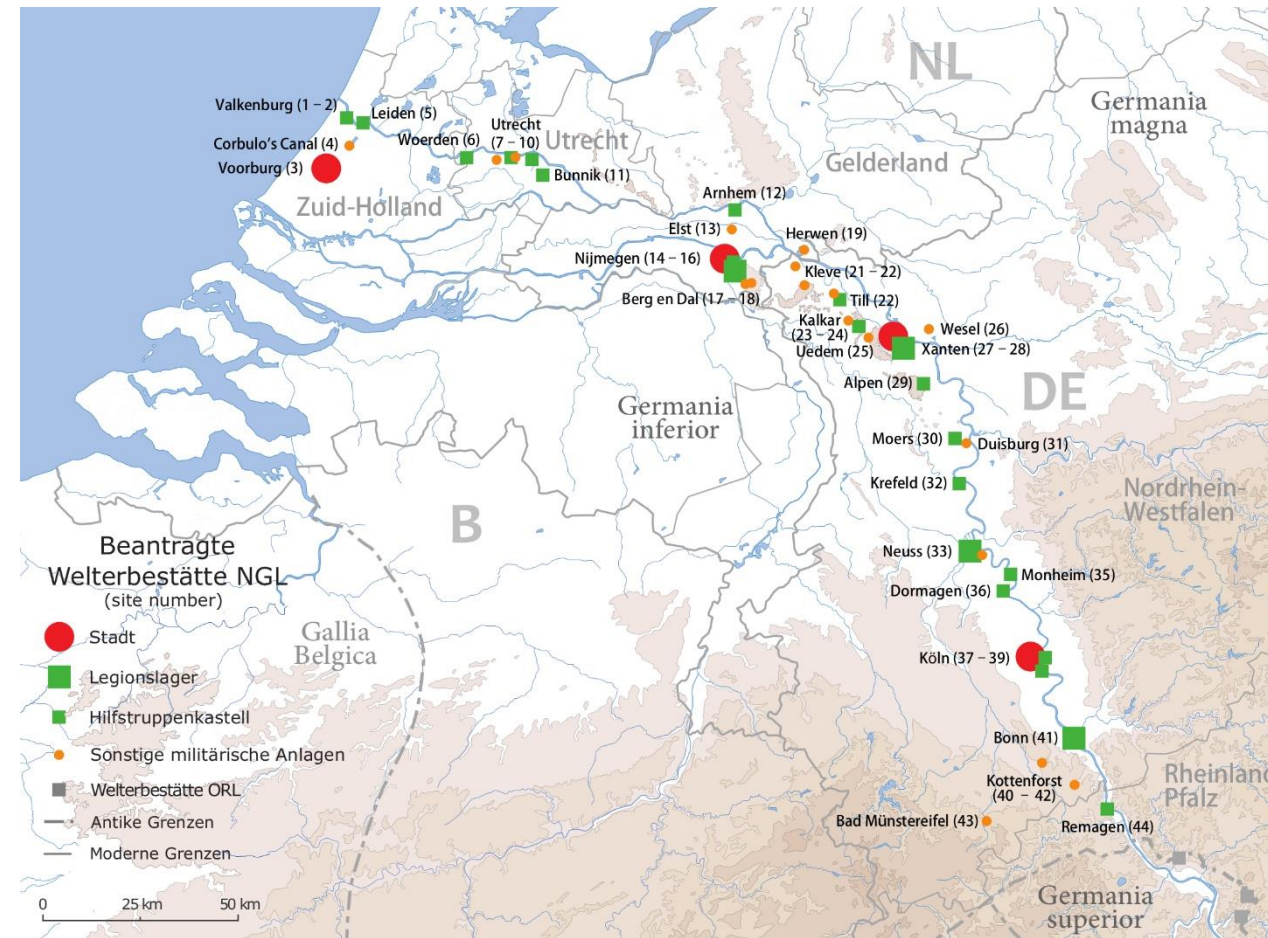 NL
Germania
magna
Valkenburg (1 – 2)
Leiden (5)
Corbulo's Canal (4)
Voorburg (3)
Woerden (6)
Utrecht
(7 – 10)
Utrecht
Bunnik (11)
Zuid-Holland
Gelderland
Arnhem (12)
Elst (13)
Herwen (19)
Nijmegen (14 – 16)
Kleve (21 – 22)
Berg en Dal (17 – 18)
Till (22)
Kalkar
(23 – 24)
Uedem (25)
Wesel (26)
Xanten (27 – 28)
Alpen (29)
DE
Germania
inferior
Moers (30)
Duisburg (31)
Krefeld (32)
Nordrhein-
Westfalen
B
Neuss (33)
Monheim (35)
Dormagen (36)
Gallia
Belgica
Köln (37 – 39)
Bonn (41)
Kottenforst
(40 – 42)
Rheinland
Pfalz
Bad Münstereifel (43)
Remagen (44)
Germania
superior
Beantragte
Welterbestätte NGL
(site number)
Stadt
Legionslager
Hilfstruppenkastell
Sonstige militärische Anlagen
Welterbestätte ORL
Antike Grenzen
Moderne Grenzen
0
25 km
50 km